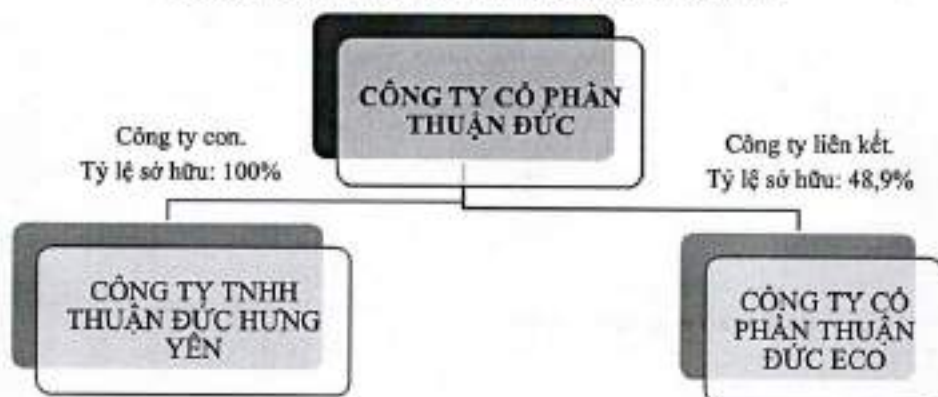 CÔNG TY CỔ PHẦN
THUẬN ĐỨC
Công ty con.
Tỷ lệ sở hữu: 100%
Công ty liên kết.
Tỷ lệ sở hữu: 48,9%
CÔNG TY TNHH
THUẬN ĐỨC HƯNG
YÊN
CÔNG TY CỔ
PHẦN THUẬN
ĐỨC ECO